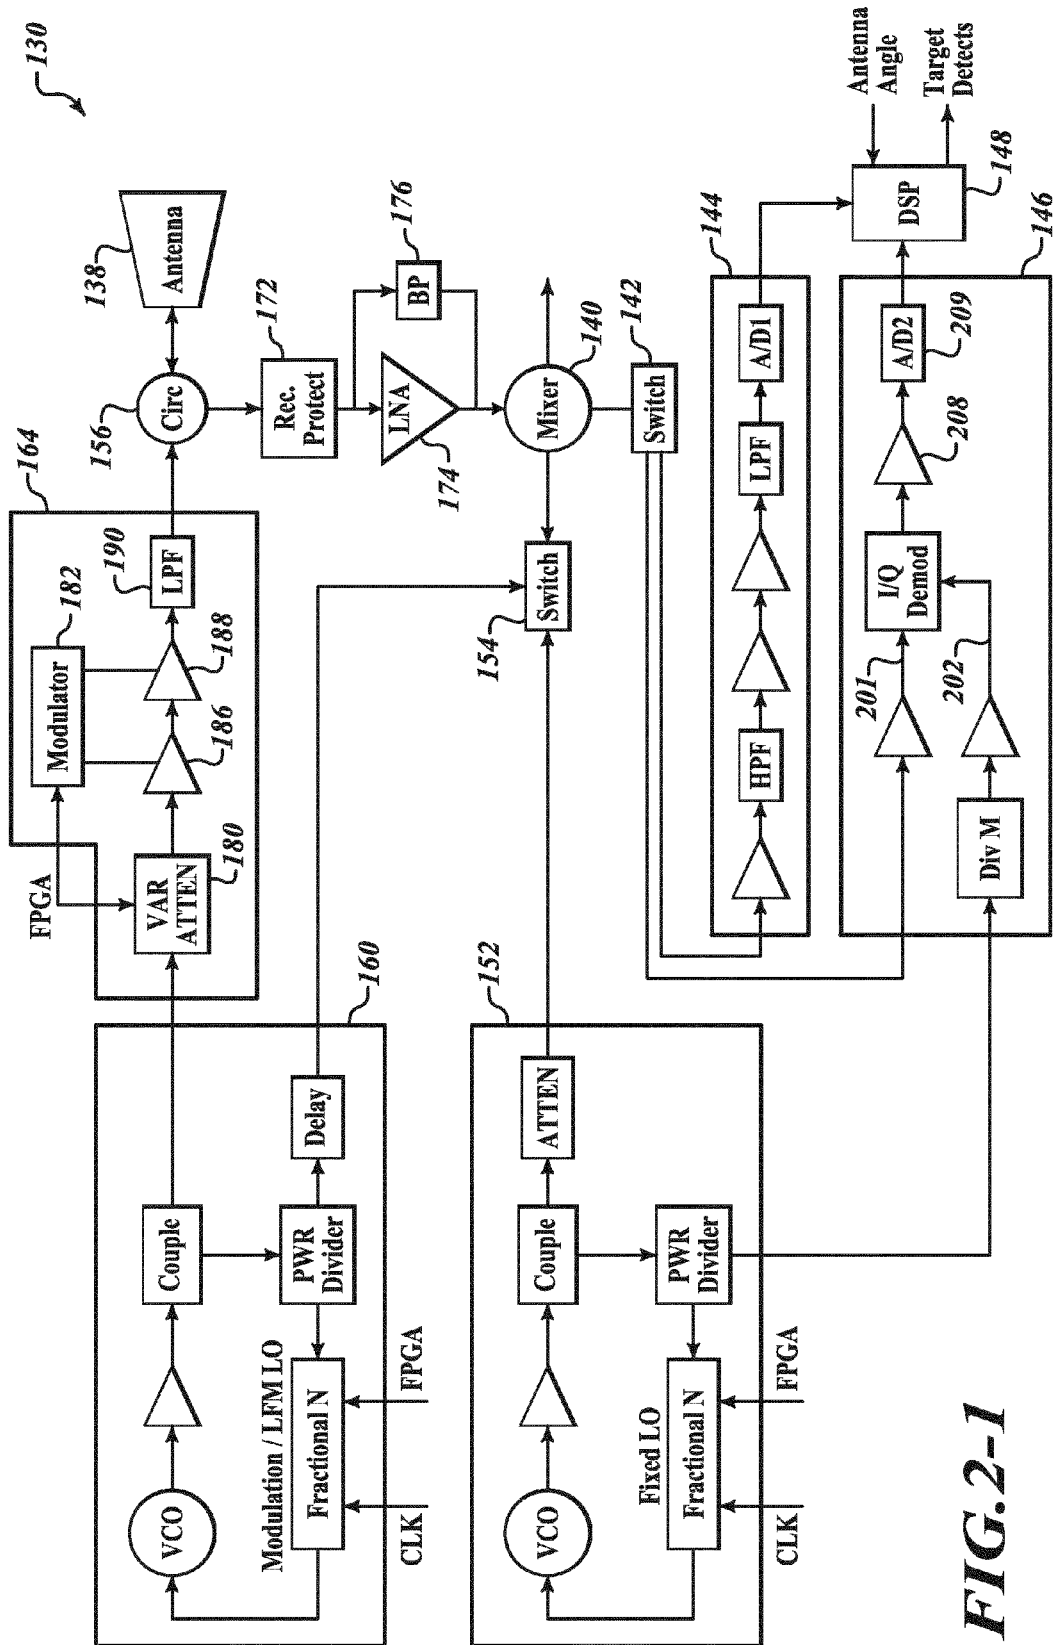 130
164
182
Modulator
190
LPF
188
186
FPGA
VAR
ATTEN
180
156
Circ
138
Antenna
172
Rec.
Protect
176
BP
LNA
174
Mixer
140
Switch
142
Switch
154
160
VCO
Couple
PWR
Divider
Delay
Modulation / LFM LO
Fractional N
CLK
FPGA
152
VCO
Couple
ATTEN
PWR
Divider
Fixed LO
Fractional N
CLK
FPGA
144
HPF
LPF
A/D1
146
201
202
Div M
I/Q
Demod
208
A/D2
209
DSP
148
Antenna
Angle
Target
Detects
FIG.2-1